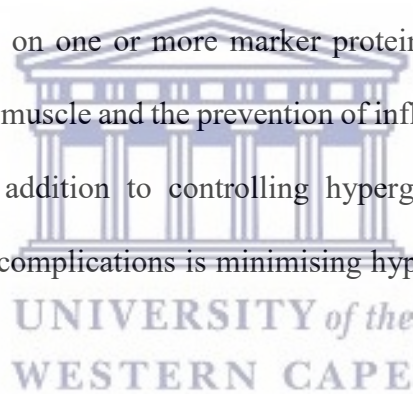 on one or more marker protein
muscle and the prevention of inf
addition to controlling hyperg
complications is minimising hyp
UNIVERSITY of the
WESTERN CAPE